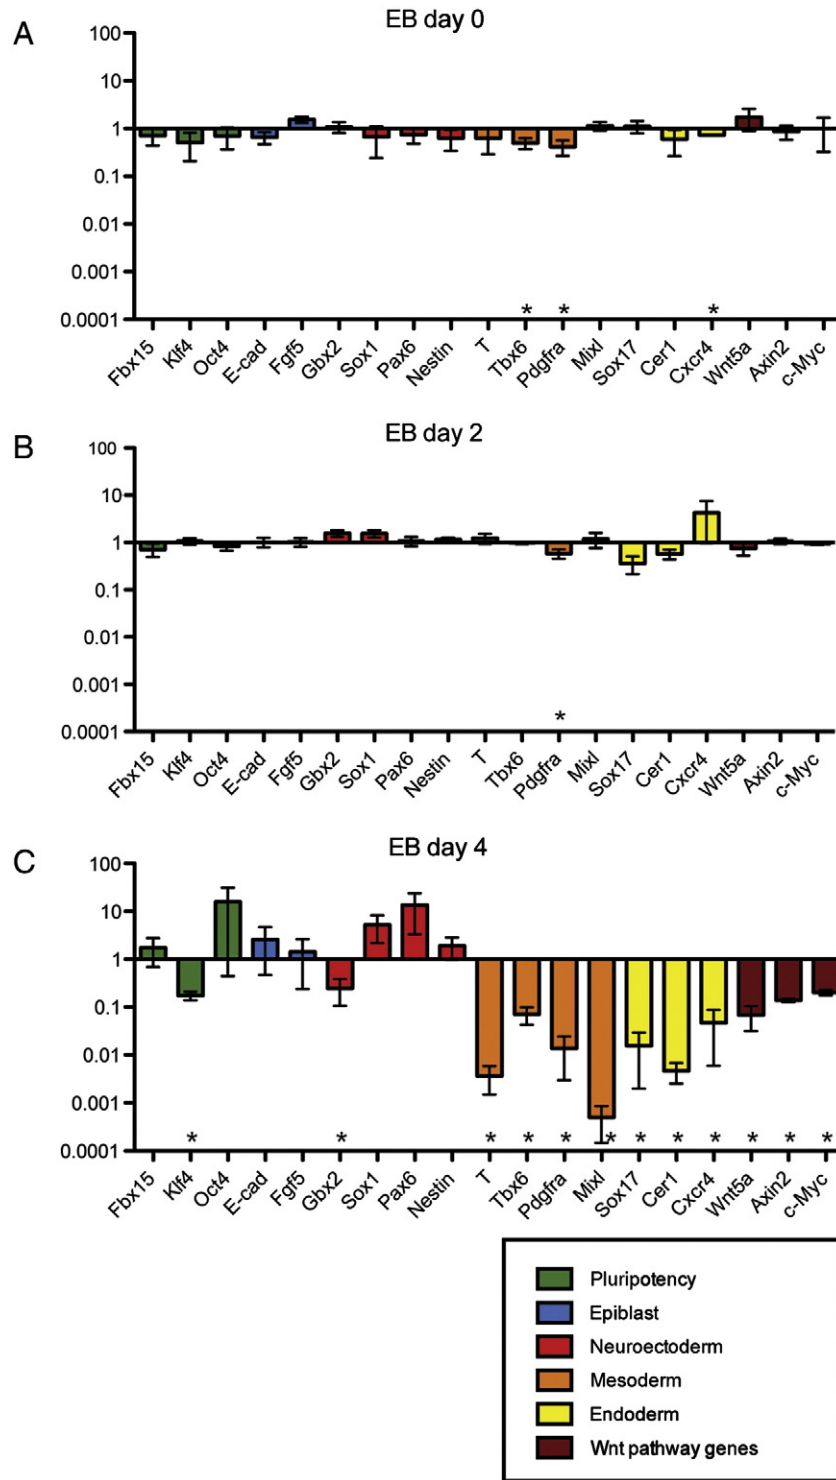 A
EB day 0
100
10
1
0.1
0.01
0.001
0.0001
* * *
Fbx15 Klf4 Oct4 E-cad Fgf5 Gbx2 Sox1 Pax6 Nestin T Tbx6 Pdgfra Mixl Sox17 Cer1 Cxcr4 Wnt5a Axin2 c-Myc
B
EB day 2
100
10
1
0.1
0.01
0.001
0.0001
*
Fbx15 Klf4 Oct4 E-cad Fgf5 Gbx2 Sox1 Pax6 Nestin T Tbx6 Pdgfra Mixl Sox17 Cer1 Cxcr4 Wnt5a Axin2 c-Myc
C
EB day 4
100
10
1
0.1
0.01
0.001
0.0001
* * * * * * * * * * * *
Fbx15 Klf4 Oct4 E-cad Fgf5 Gbx2 Sox1 Pax6 Nestin T Tbx6 Pdgfra Mixl Sox17 Cer1 Cxcr4 Wnt5a Axin2 c-Myc
Pluripotency
Epiblast
Neuroectoderm
Mesoderm
Endoderm
Wnt pathway genes